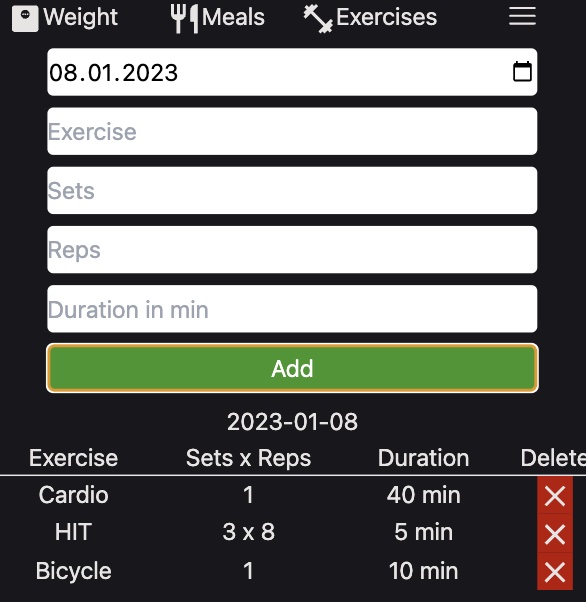 Weight Meals Exercises
08.01.2023
Exercise
Sets
Reps
Duration in min
Add
2023-01-08
Exercise Sets x Reps Duration Delete
Cardio 1 40 min
HIT 3 x 8 5 min
Bicycle 1 10 min